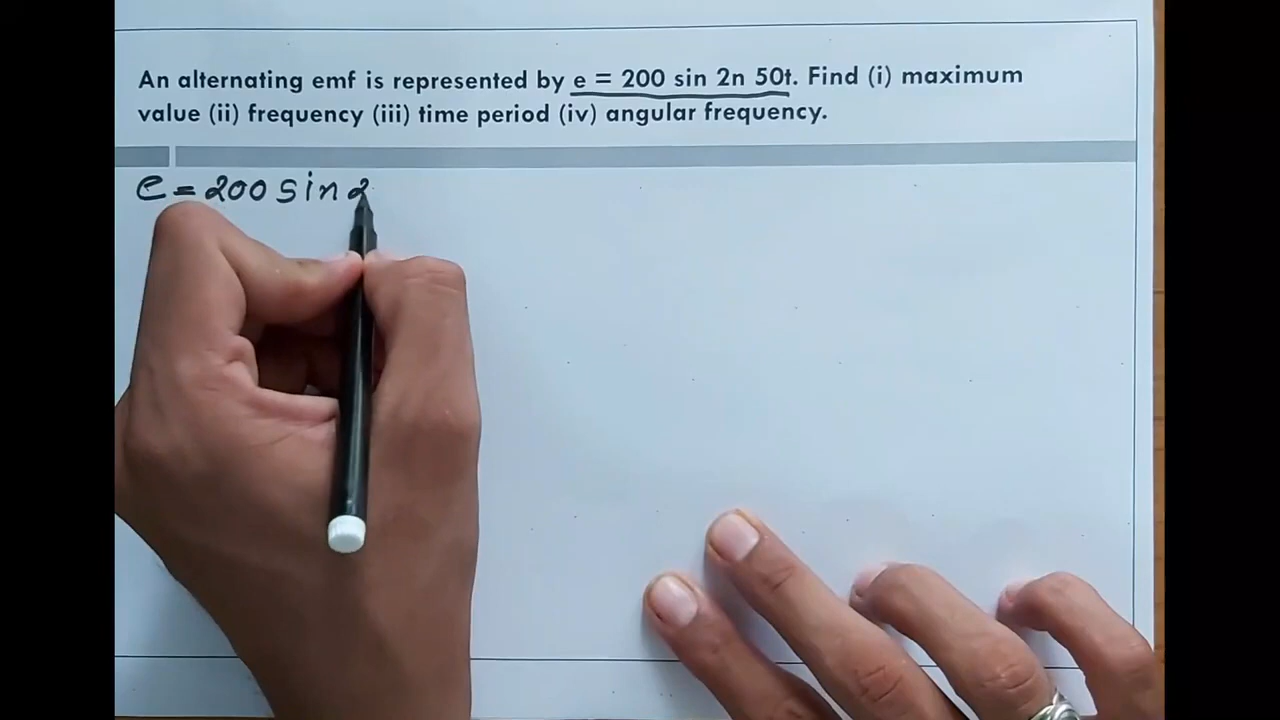 An alternating emf is represented by e = 200 sin 2n 50t. Find (i) maximum
value (ii) frequency (iii) time period (iv) angular frequency.
e = 200 sin 2